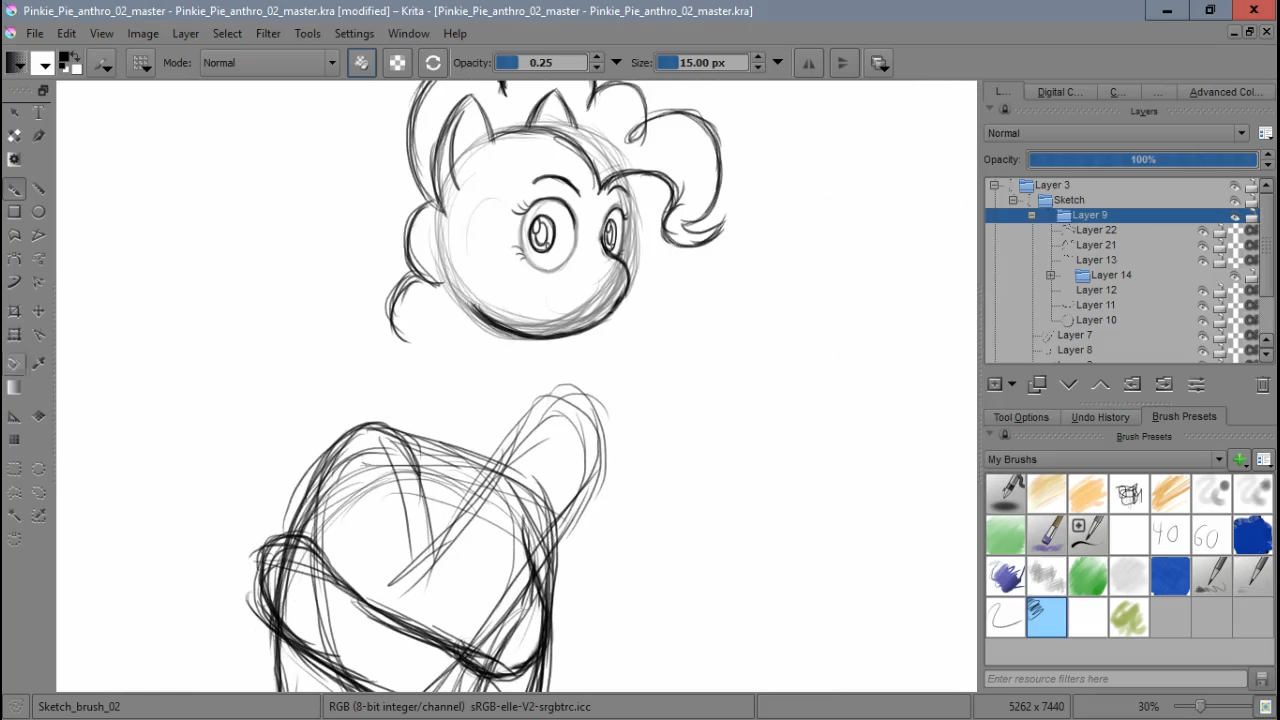 Pinkie_Pie_anthro_02_master - Pinkie_Pie_anthro_02_master.kra [modified] – Krita - [Pinkie_Pie_anthro_02_master - Pinkie_Pie_anthro_02_master.kra]
File Edit View Image Layer Select Filter Tools Settings Window Help
Mode: Normal Opacity: 0.25 Size: 15.00 px
L... Digital C... C... ... Advanced Col...
Layers
Normal
Opacity: 100%
Layer 3
Sketch
Layer 9
Layer 22
Layer 21
Layer 13
Layer 14
Layer 12
Layer 11
Layer 10
Layer 7
Layer 8
Tool Options Undo History Brush Presets
Brush Presets
My Brushes
40 60
Enter resource filters here
Sketch_brush_02 RGB (8-bit integer/channel) sRGB-elle-V2-srgbtrc.icc 5262 x 7440 30%